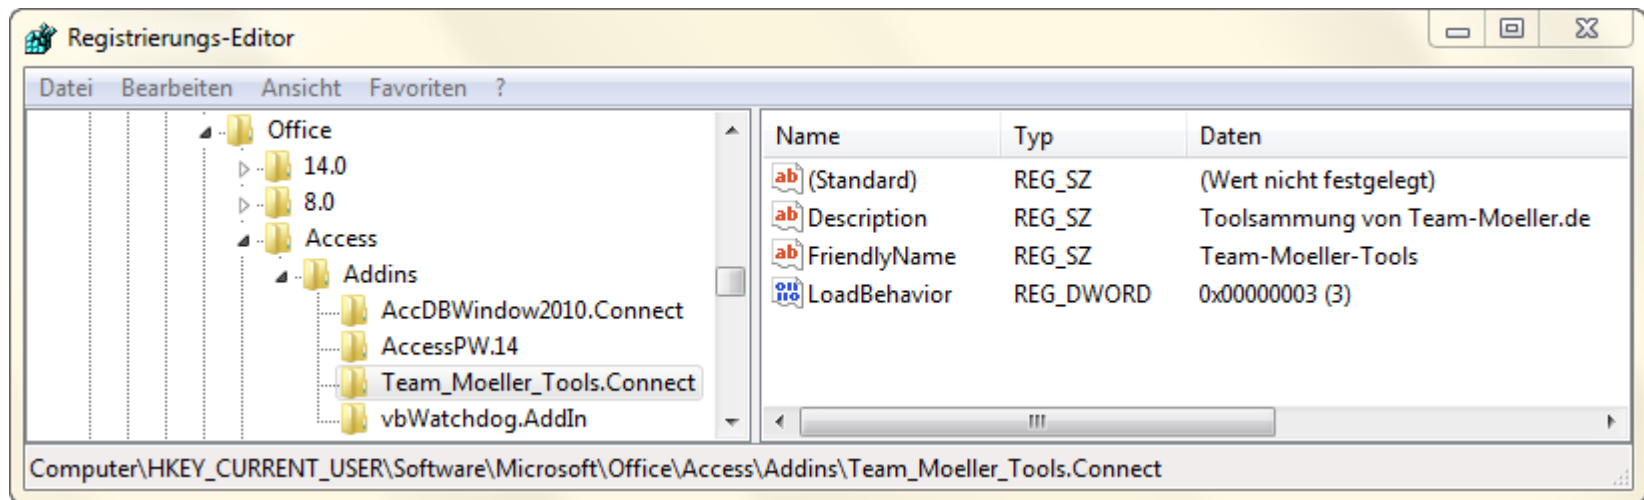 Registrierungs-Editor
Datei Bearbeiten Ansicht Favoriten ?
Office
14.0
8.0
Access
Addins
AccDBWindow2010.Connect
AccessPW.14
Team_Moeller_Tools.Connect
vbWatchdog.AddIn
Name Typ Daten
(Standard) REG_SZ (Wert nicht festgelegt)
Description REG_SZ Toolsammung von Team-Moeller.de
FriendlyName REG_SZ Team-Moeller-Tools
LoadBehavior REG_DWORD 0x00000003 (3)
Computer\HKEY_CURRENT_USER\Software\Microsoft\Office\Access\Addins\Team_Moeller_Tools.Connect